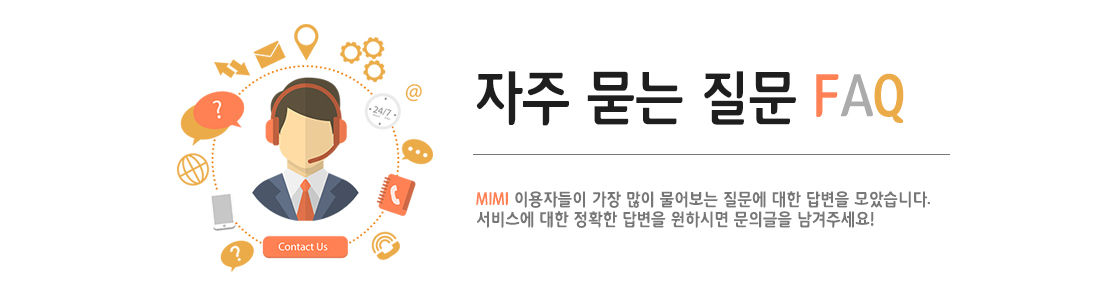 ?
@
24/7
?
Contact Us
자주 묻는 질문 FAQ
MIMI 이용자들이 가장 많이 물어보는 질문에 대한 답변을 모았습니다.
서비스에 대한 정확한 답변을 원하시면 문의글을 남겨주세요!